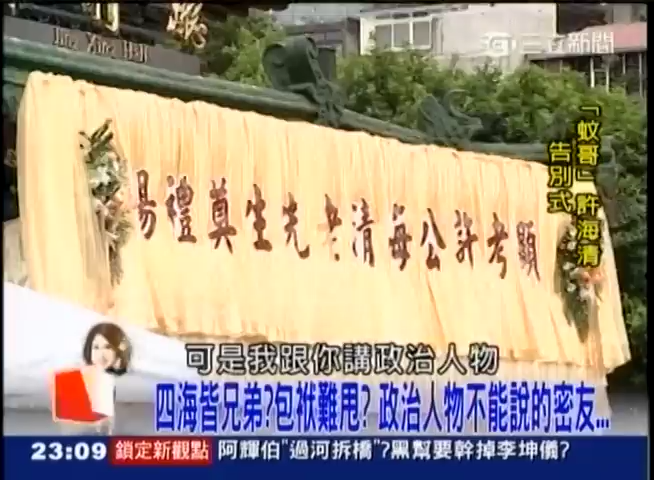 Hall
三立新聞
「蚊哥」許海清
告別式
顯考許公海清老先生奠禮場
可是我跟你講政治人物
四海皆兄弟?包袱難甩? 政治人物不能說的密友...
23:09 鎖定新觀點 阿輝伯"過河拆橋"?黑幫要幹掉李坤儀?